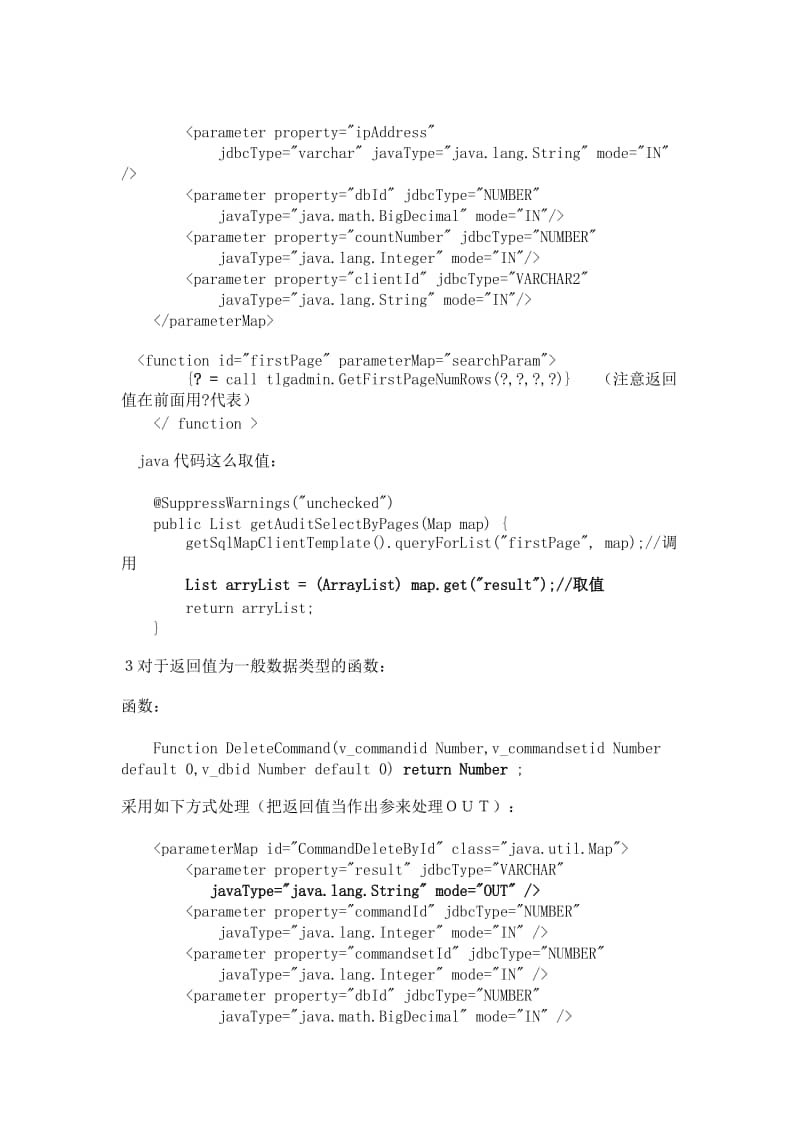 <parameter property="ipAddress"
jdbcType="varchar" javaType="java.lang.String" mode="IN"
/>
<parameter property="dbId" jdbcType="NUMBER"
javaType="java.math.BigDecimal" mode="IN"/>
<parameter property="countNumber" jdbcType="NUMBER"
javaType="java.lang.Integer" mode="IN"/>
<parameter property="clientId" jdbcType="VARCHAR2"
javaType="java.lang.String" mode="IN"/>
</parameterMap>
<function id="firstPage" parameterMap="searchParam">
{? = call tlgadmin.GetFirstPageNumRows(?,?,?,?)} （注意返回
值在前面用?代表）
</ function >
java 代码这么取值：
@SuppressWarnings("unchecked")
public List getAuditSelectByPages(Map map) {
getSqlMapClientTemplate().queryForList("firstPage", map);//调
用
List arryList = (ArrayList) map.get("result");//取值
return arryList;
}
３对于返回值为一般数据类型的函数：
函数：
Function DeleteCommand(v_commandid Number,v_commandsetid Number
default 0,v_dbid Number default 0) return Number ;
采用如下方式处理（把返回值当作出参来处理ＯＵＴ）：
<parameterMap id="CommandDeleteById" class="java.util.Map">
<parameter property="result" jdbcType="VARCHAR"
javaType="java.lang.String" mode="OUT" />
<parameter property="commandId" jdbcType="NUMBER"
javaType="java.lang.Integer" mode="IN" />
<parameter property="commandsetId" jdbcType="NUMBER"
javaType="java.lang.Integer" mode="IN" />
<parameter property="dbId" jdbcType="NUMBER"
javaType="java.math.BigDecimal" mode="IN" />